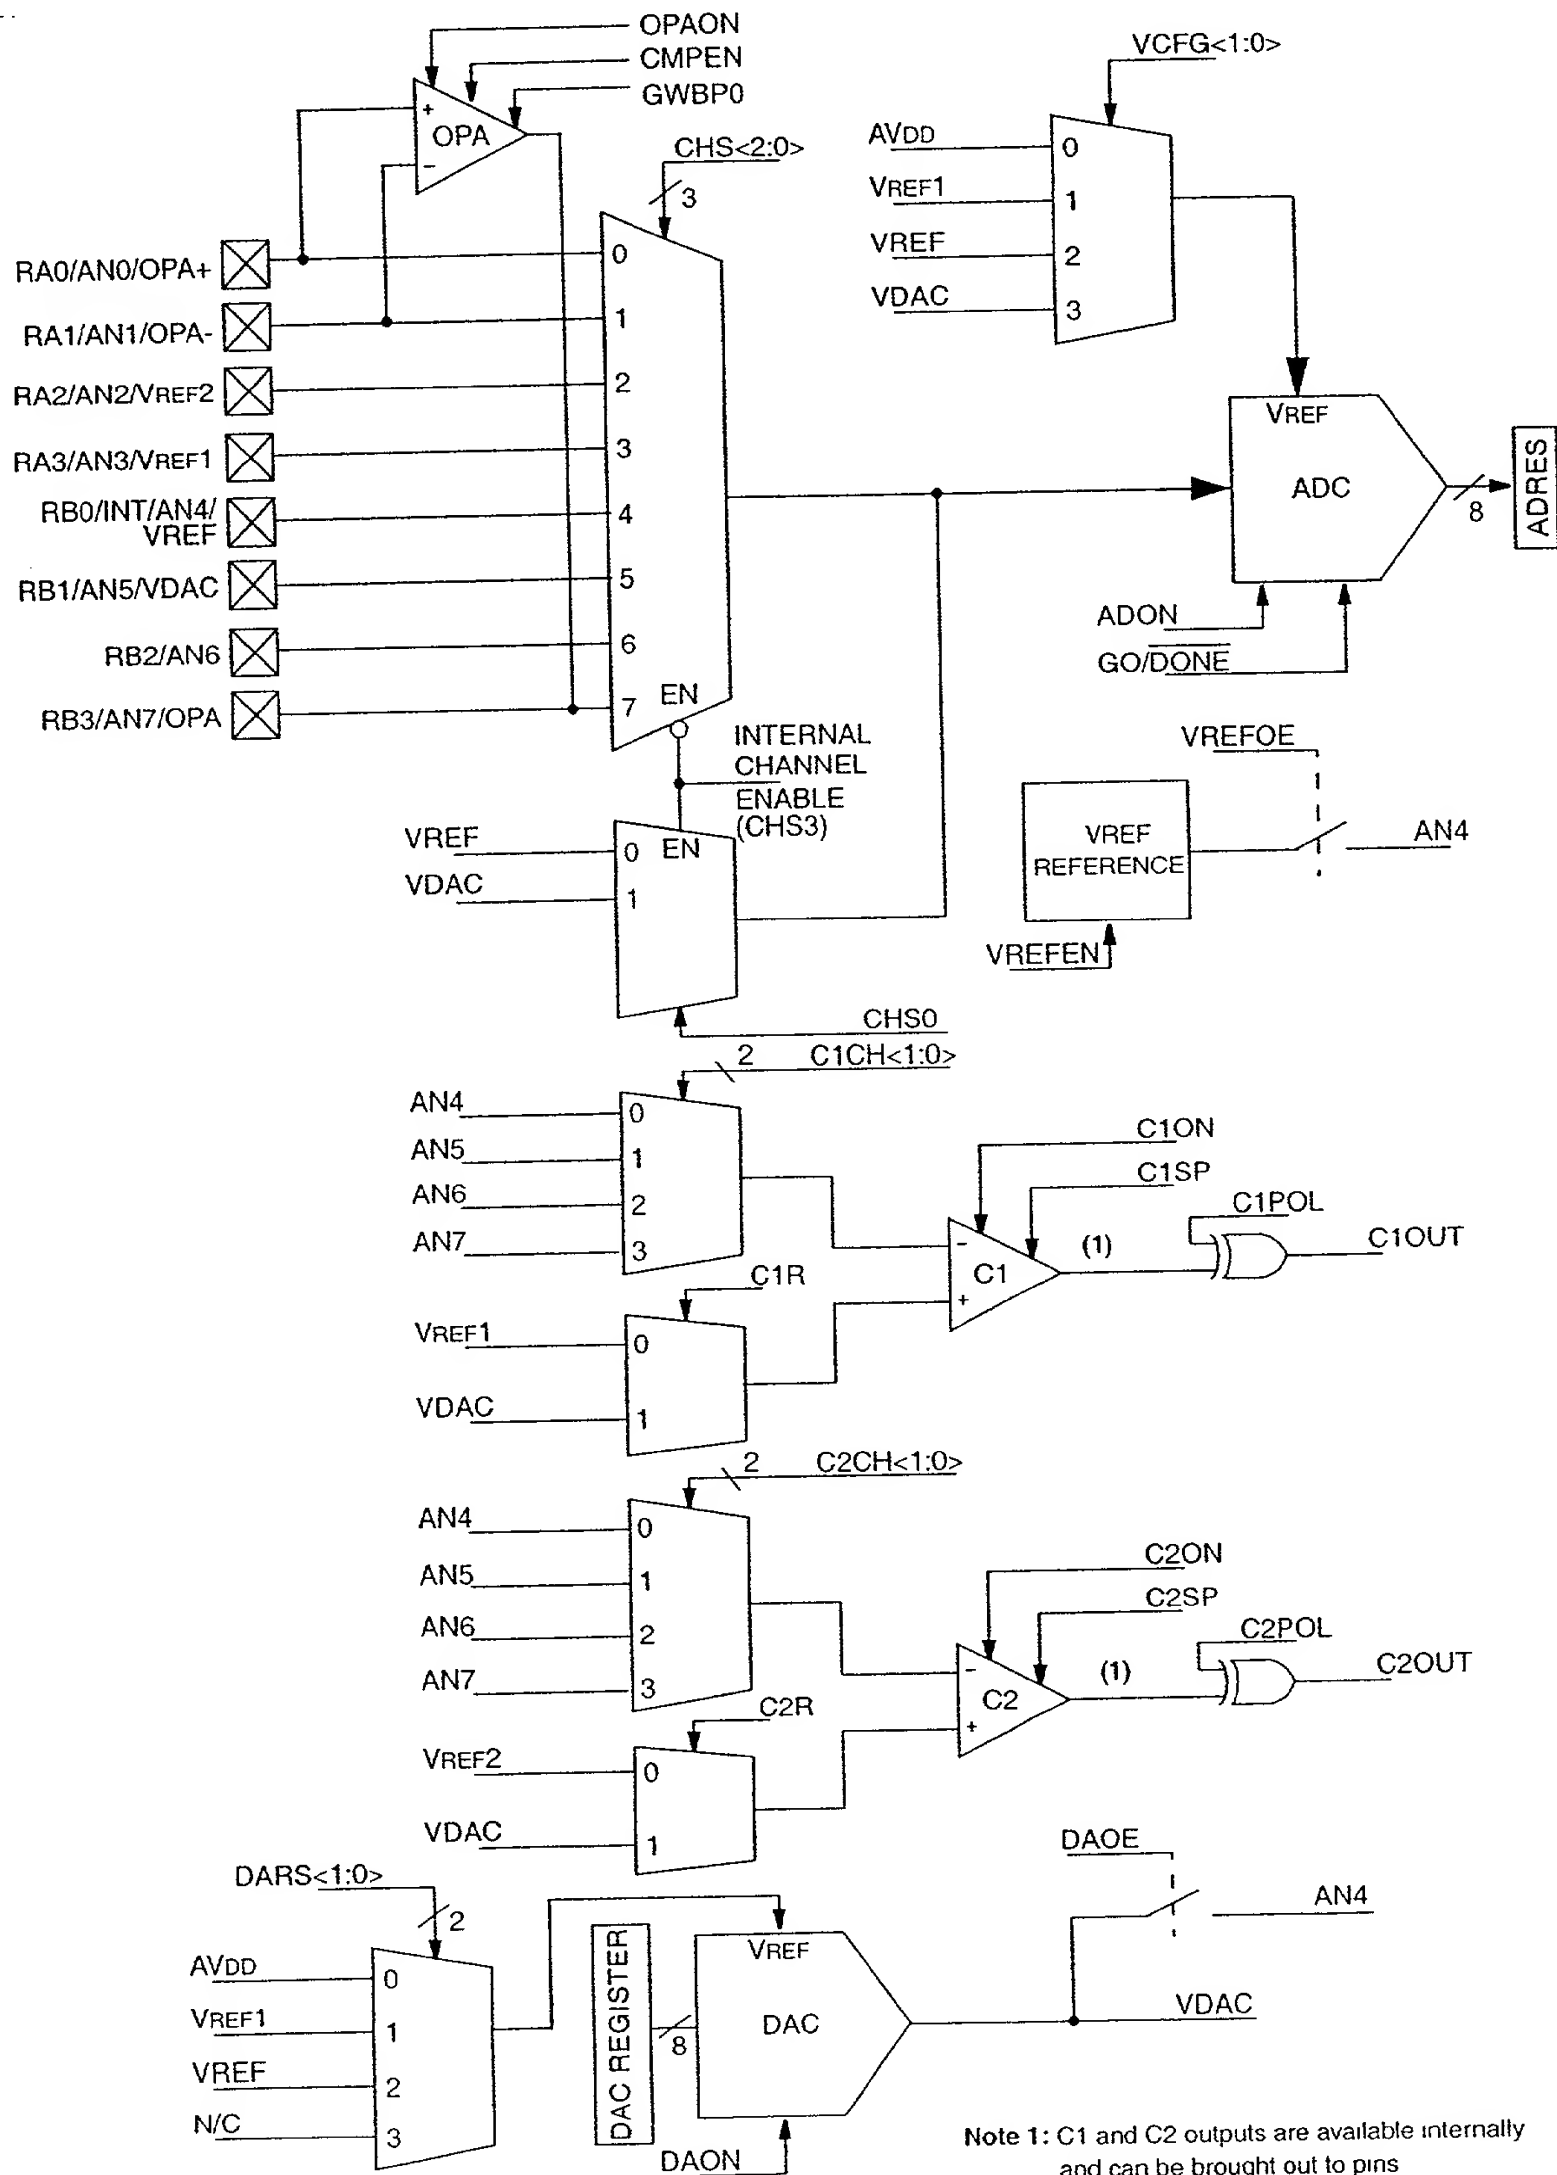 OPAON
CMPEN
GWBP0
+
OPA
−
CHS<2:0>
3
VCFG<1:0>
AVDD
0
VREF1
1
VREF
2
VDAC
3
RA0/AN0/OPA+
0
RA1/AN1/OPA-
1
RA2/AN2/VREF2
2
RA3/AN3/VREF1
3
RB0/INT/AN4/
VREF
4
RB1/AN5/VDAC
5
RB2/AN6
6
RB3/AN7/OPA
7
EN
VREF
ADC
8
ADRES
ADON
GO/DONE
INTERNAL
CHANNEL
ENABLE
(CHS3)
VREF
0
EN
VDAC
1
CHS0
VREFOE
VREF
REFERENCE
AN4
VREFEN
2
C1CH<1:0>
AN4
0
AN5
1
AN6
2
AN7
3
C1ON
C1SP
C1POL
−
C1
+
(1)
C1OUT
C1R
VREF1
0
VDAC
1
2
C2CH<1:0>
AN4
0
AN5
1
AN6
2
AN7
3
C2ON
C2SP
C2POL
−
C2
+
(1)
C2OUT
C2R
VREF2
0
VDAC
1
DARS<1:0>
2
AVDD
0
VREF1
1
VREF
2
N/C
3
DAC REGISTER
8
VREF
DAC
DAON
DAOE
AN4
VDAC
Note 1: C1 and C2 outputs are available internally
and can be brought out to pins